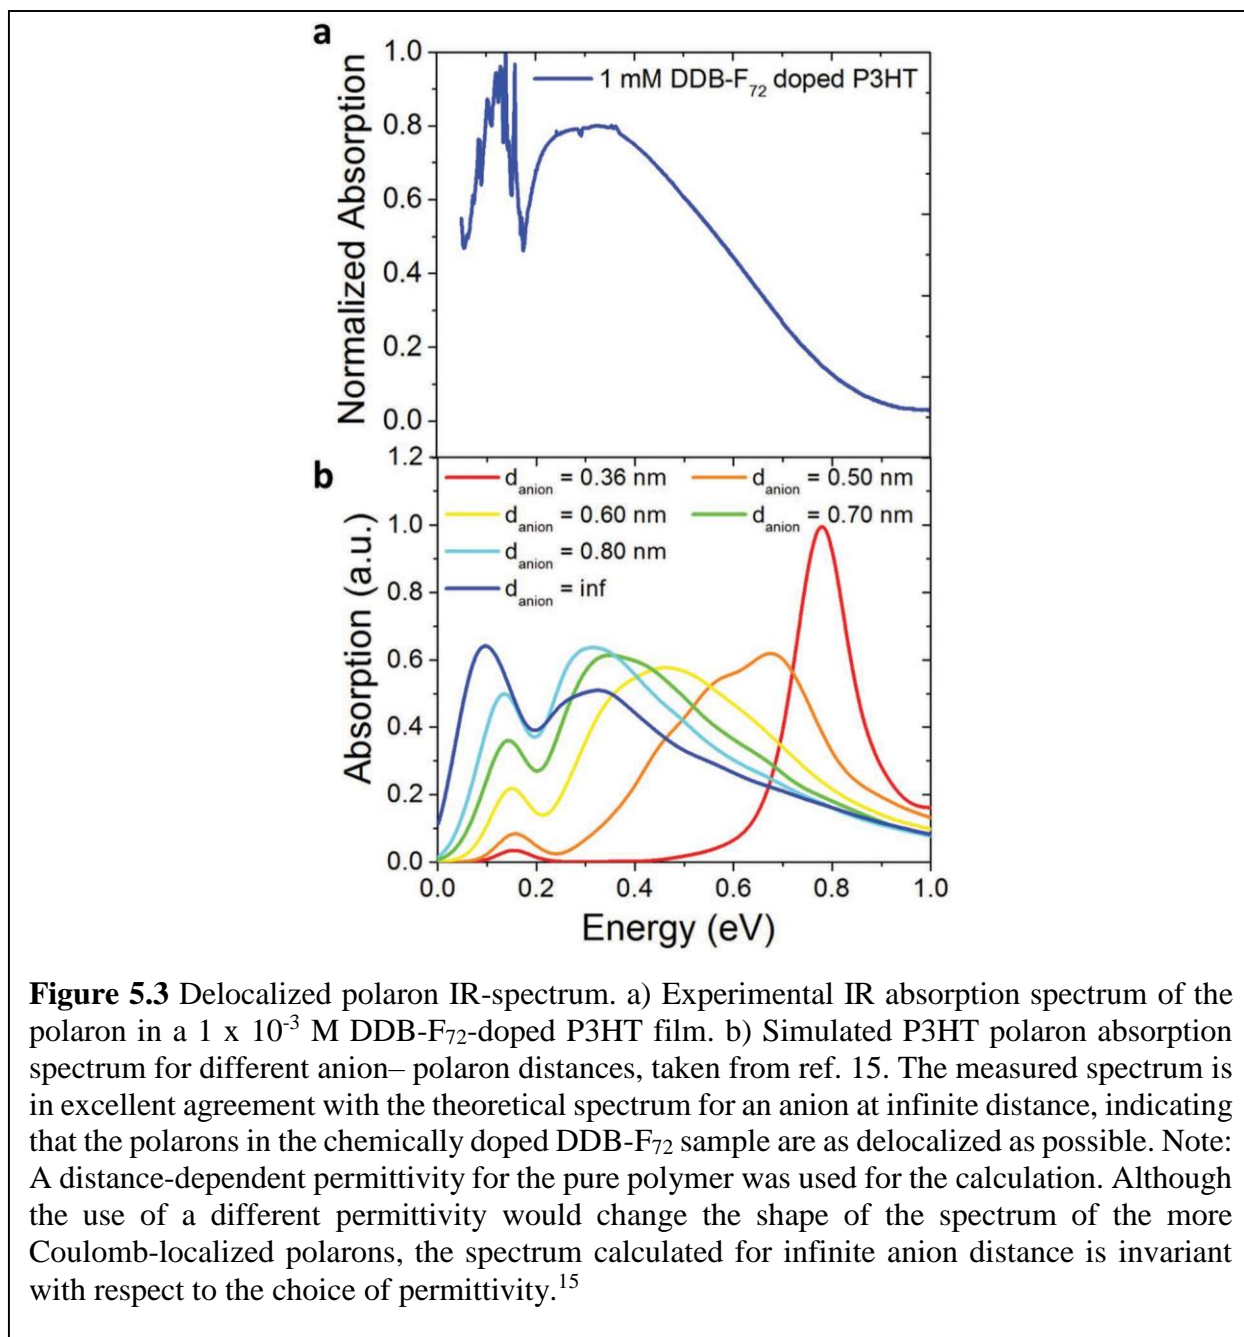 a
1.0
1 mM DDB-F72 doped P3HT
0.8
0.6
0.4
0.2
0.0
Normalized Absorption
b
1.2
danion = 0.36 nm
danion = 0.50 nm
danion = 0.60 nm
danion = 0.70 nm
danion = 0.80 nm
danion = inf
1.0
0.8
0.6
0.4
0.2
0.0
Absorption (a.u.)
0.0 0.2 0.4 0.6 0.8 1.0
Energy (eV)
Figure 5.3 Delocalized polaron IR-spectrum. a) Experimental IR absorption spectrum of the
polaron in a 1 x 10-3 M DDB-F72-doped P3HT film. b) Simulated P3HT polaron absorption
spectrum for different anion– polaron distances, taken from ref. 15. The measured spectrum is
in excellent agreement with the theoretical spectrum for an anion at infinite distance, indicating
that the polarons in the chemically doped DDB-F72 sample are as delocalized as possible. Note:
A distance-dependent permittivity for the pure polymer was used for the calculation. Although
the use of a different permittivity would change the shape of the spectrum of the more
Coulomb-localized polarons, the spectrum calculated for infinite anion distance is invariant
with respect to the choice of permittivity.15